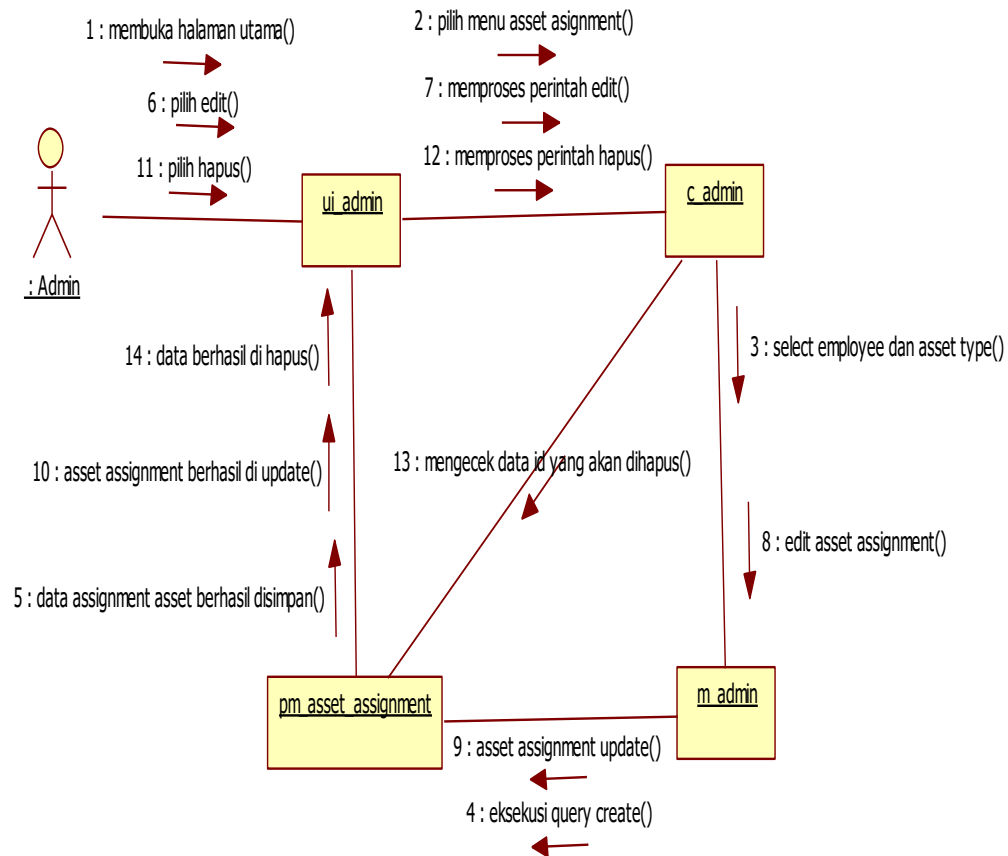 1 : membuka halaman utama()
2 : pilih menu asset asignment()
6 : pilih edit()
7 : memproses perintah edit()
11 : pilih hapus()
12 : memproses perintah hapus()
ui_admin
c_admin
: Admin
14 : data berhasil di hapus()
3 : select employee dan asset type()
10 : asset assignment berhasil di update()
13 : mengecek data id yang akan dihapus()
8 : edit asset assignment()
5 : data assignment asset berhasil disimpan()
pm_asset_assignment
m_admin
9 : asset assignment update()
4 : eksekusi query create()